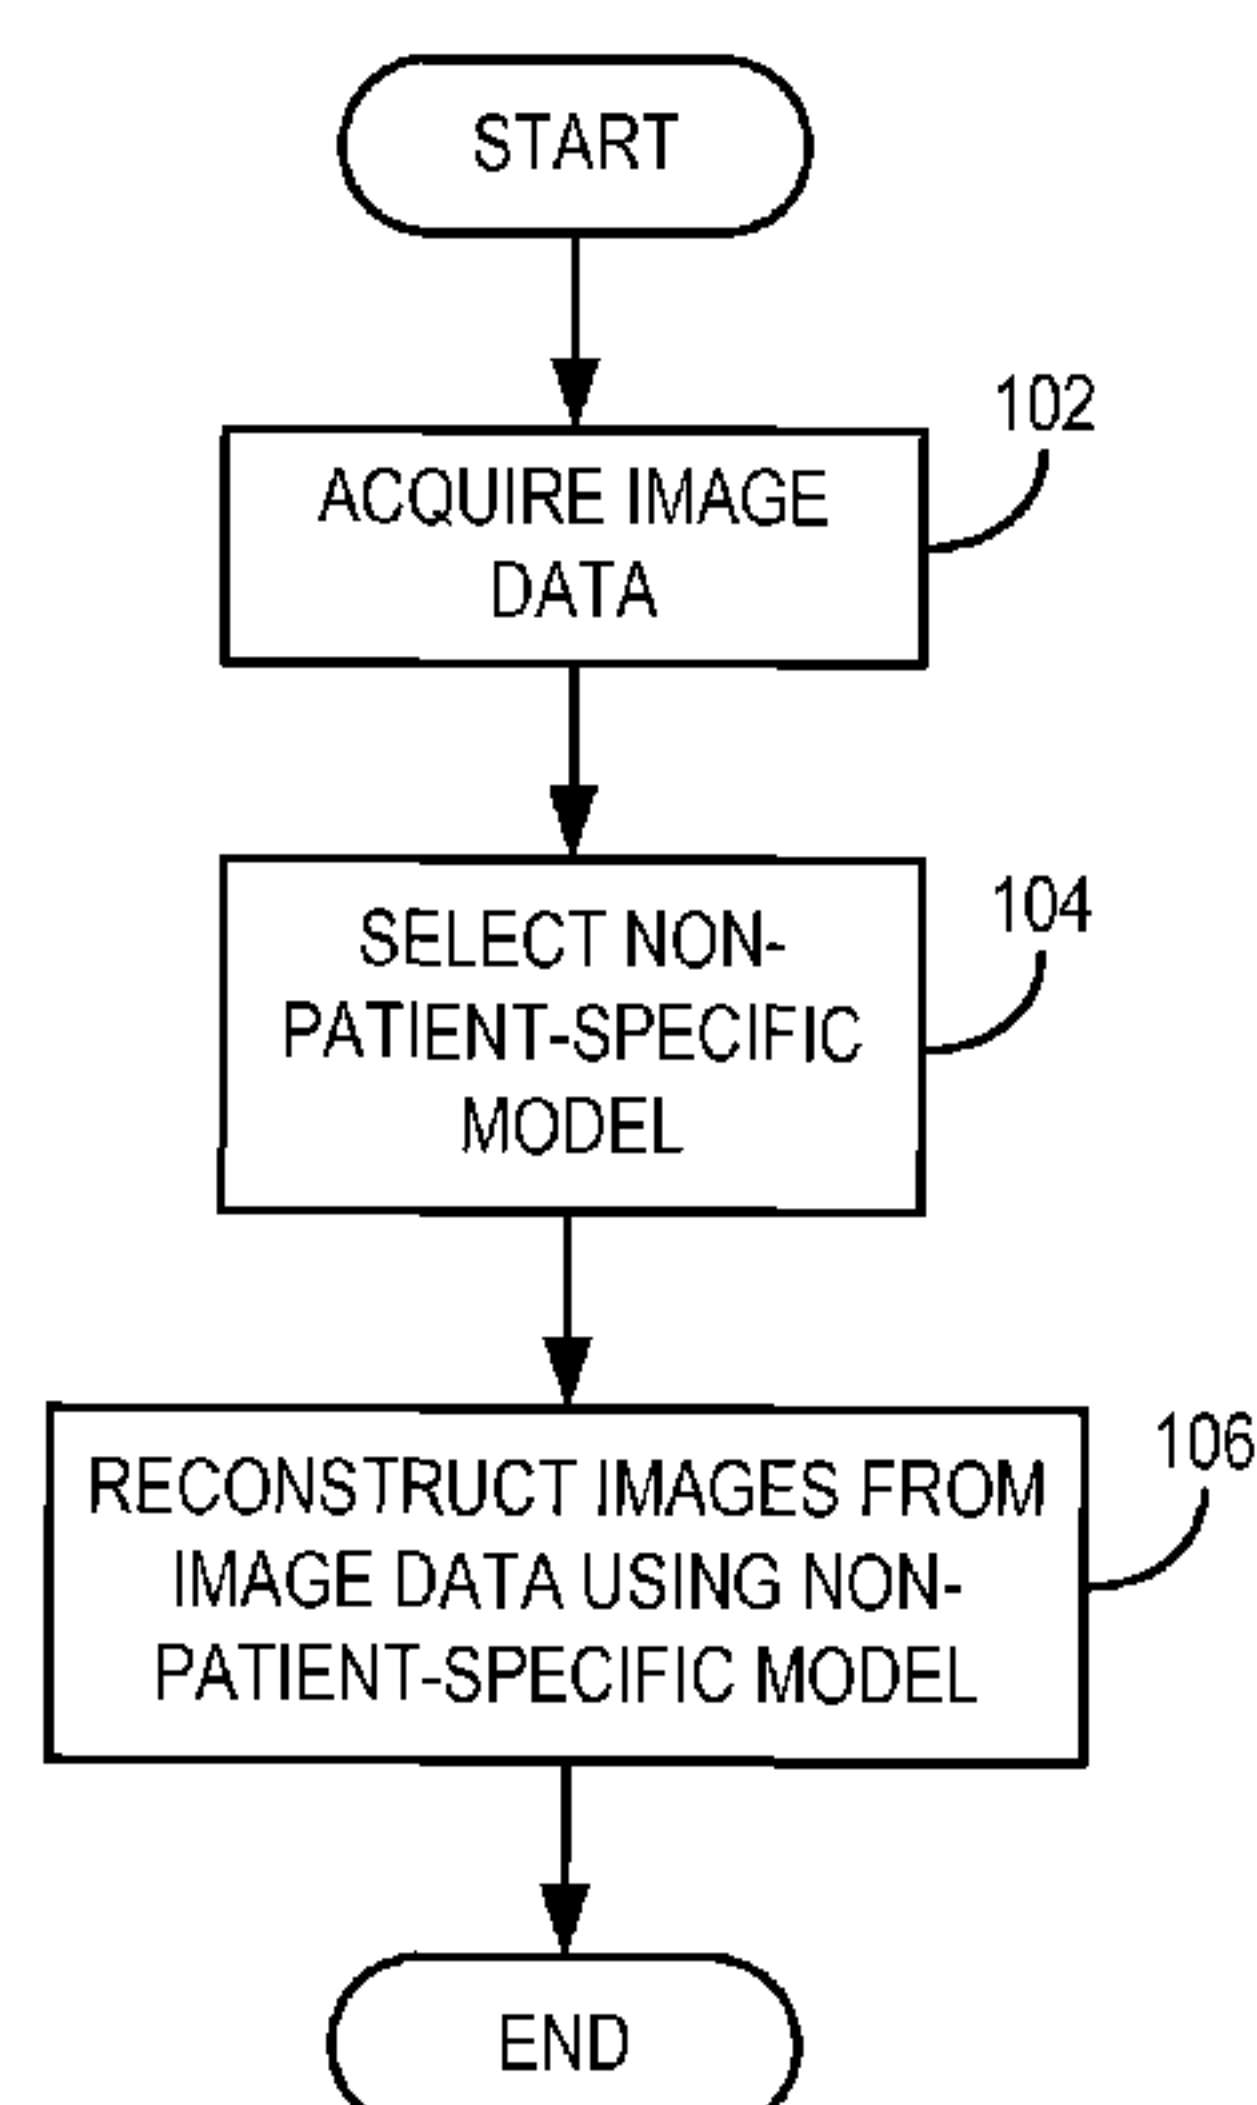 START
102
ACQUIRE IMAGE
DATA
104
SELECT NON-
PATIENT-SPECIFIC
MODEL
106
RECONSTRUCT IMAGES FROM
IMAGE DATA USING NON-
PATIENT-SPECIFIC MODEL
END